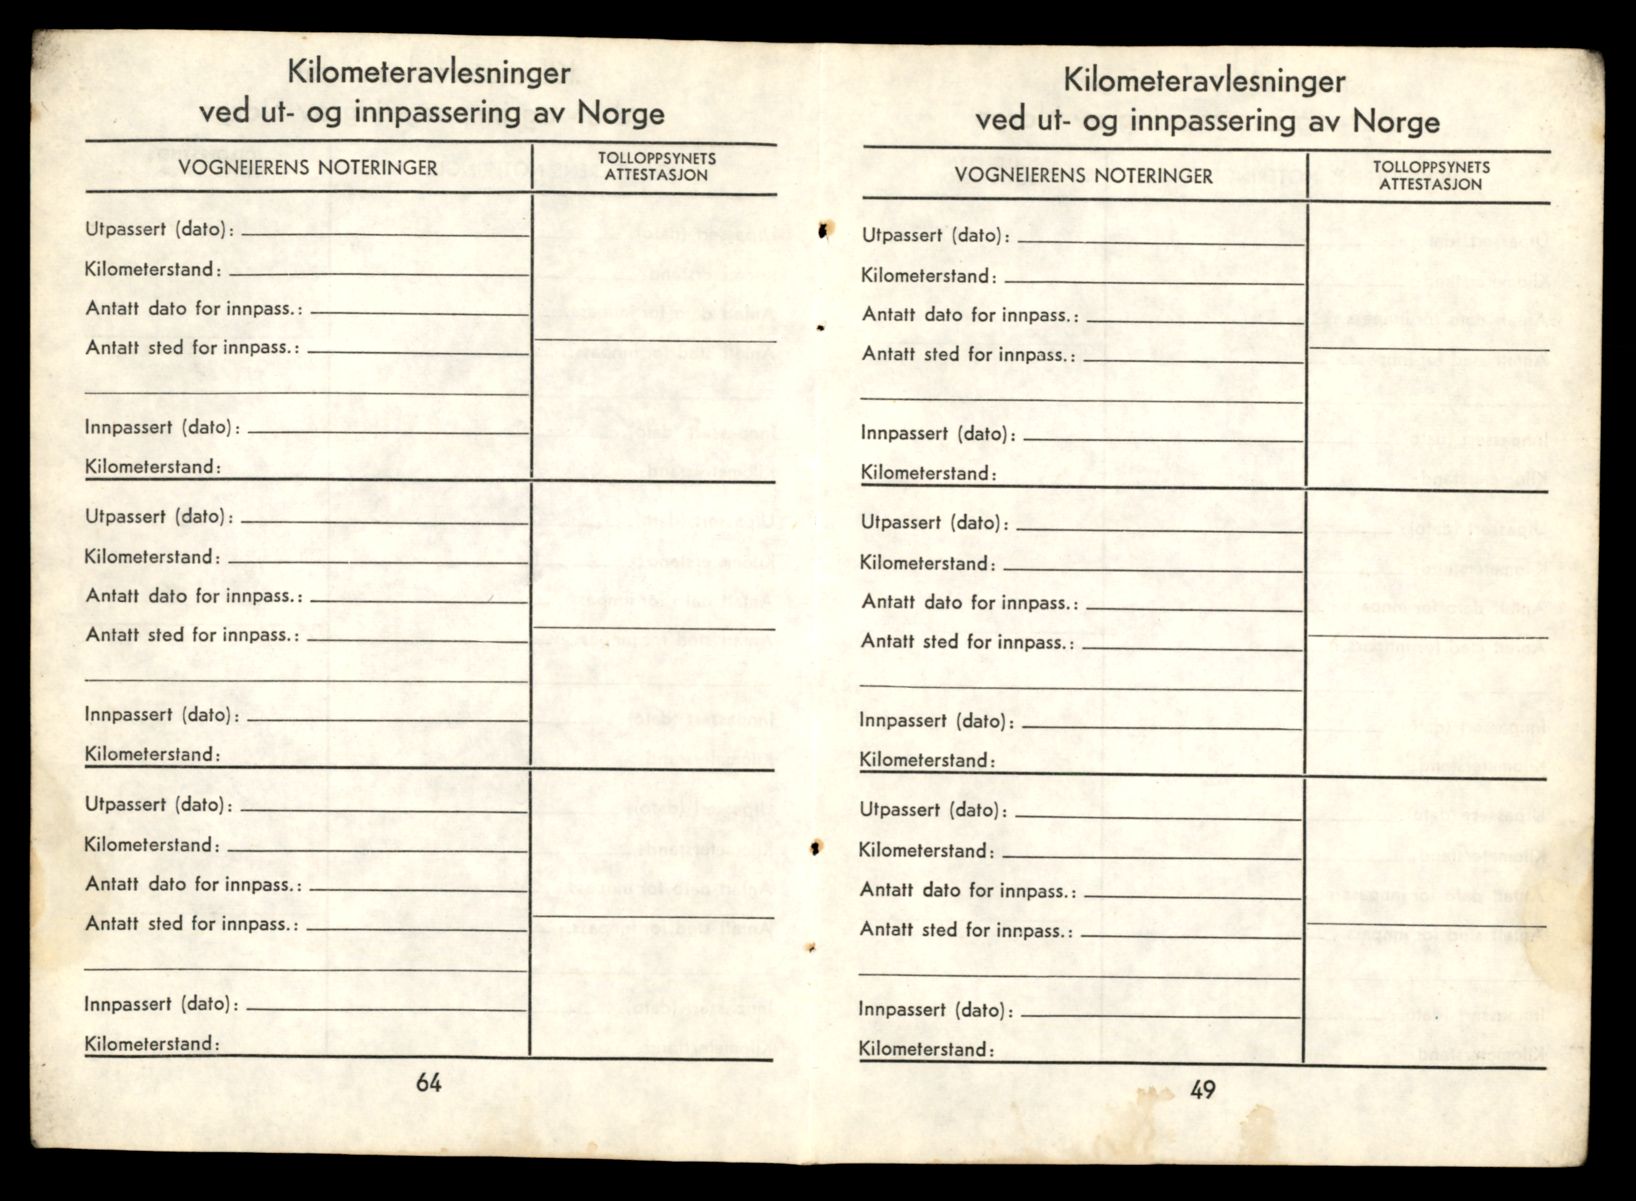 Kilometeravlesninger
ved ut- og innpassering av Norge
VOGNEIERENS NOTERINGER
TOLLOPPSYNETS
ATTESTASJON
Utpassert (dato):
Kilometerstand:
Antatt dato for innpass.:
Antatt sted for innpass.:
Innpassert (dato):
Kilometerstand:
Utpassert (dato):
Kilometerstand:
Antatt dato for innpass.:
Antatt sted for innpass.:
Innpassert (dato):
Kilometerstand:
Utpassert (dato):
Kilometerstand:
Antatt dato for innpass.:
Antatt sted for innpass.:
Innpassert (dato):
Kilometerstand:
64
Kilometeravlesninger
ved ut- og innpassering av Norge
VOGNEIERENS NOTERINGER
TOLLOPPSYNETS
ATTESTASJON
Utpassert (dato):
Kilometerstand:
Antatt dato for innpass.:
Antatt sted for innpass.:
Innpassert (dato):
Kilometerstand:
Utpassert (dato):
Kilometerstand:
Antatt dato for innpass.:
Antatt sted for innpass.:
Innpassert (dato):
Kilometerstand:
Utpassert (dato):
Kilometerstand:
Antatt dato for innpass.:
Antatt sted for innpass.:
Innpassert (dato):
Kilometerstand:
49